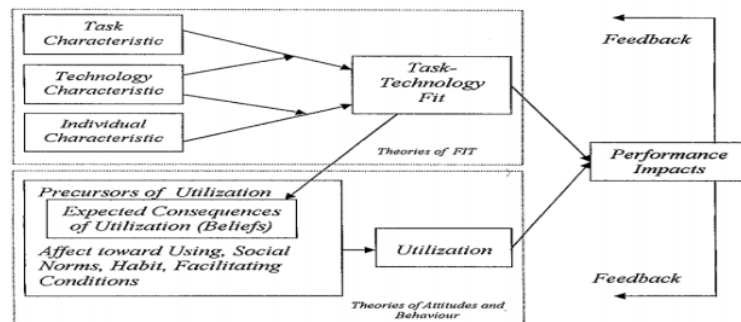 Task
Characteristic
Technology
Characteristic
Individual
Characteristic
Task-
Technology
Fit
Theories of FIT
Precursors of Utilization
Expected Consequences
of Utilization (Beliefs)
Affect toward Using, Social
Norms, Habit, Facilitating
Conditions
Utilization
Theories of Attitudes and
Behaviour
Feedback
Performance
Impacts
Feedback